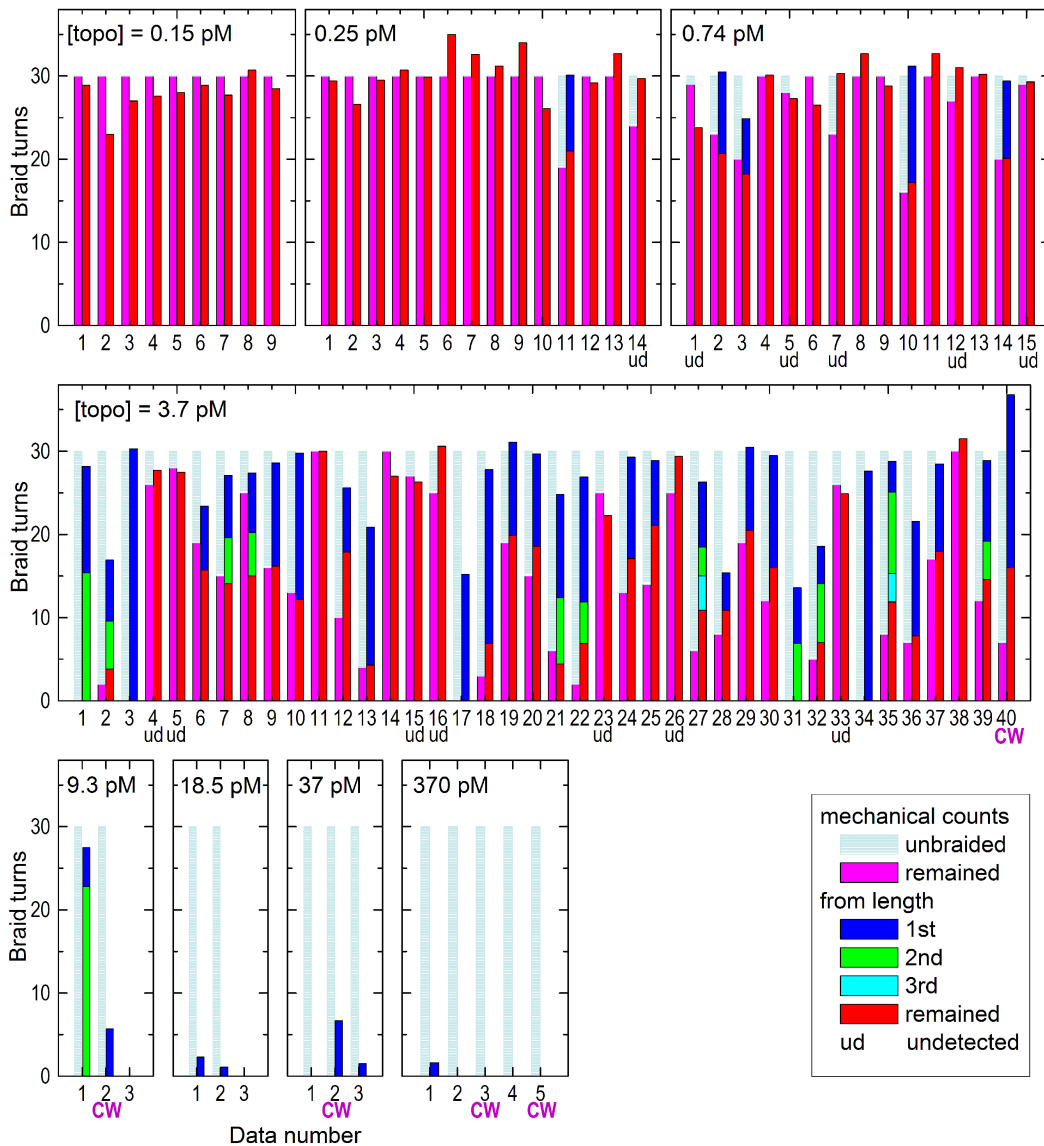 [topo] = 0.15 pM
0.25 pM
0.74 pM
Braid turns
30
20
10
0
1 2 3 4 5 6 7 8 9
1 2 3 4 5 6 7 8 9 10 11 12 13 14
ud
1 2 3 4 5 6 7 8 9 10 11 12 13 14 15
ud ud ud ud ud
[topo] = 3.7 pM
Braid turns
30
20
10
0
1 2 3 4 5 6 7 8 9 10 11 12 13 14 15 16 17 18 19 20 21 22 23 24 25 26 27 28 29 30 31 32 33 34 35 36 37 38 39 40
ud ud ud ud ud ud ud CW
9.3 pM
18.5 pM
37 pM
370 pM
Braid turns
30
20
10
0
1 2 3
CW
1 2 3
1 2 3
CW
1 2 3 4 5
CW CW
Data number
mechanical counts
unbraided
remained
from length
1st
2nd
3rd
remained
ud undetected